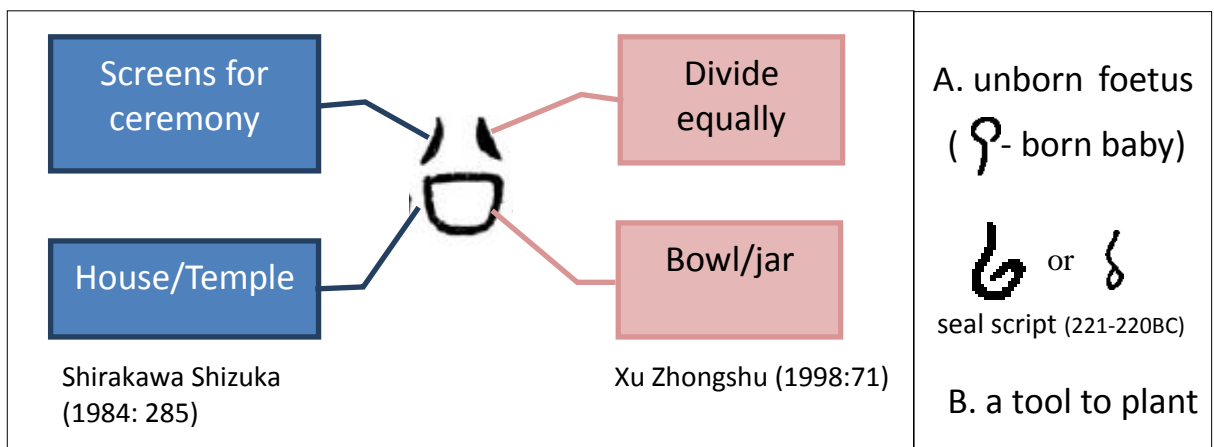 Screens for
ceremony
House/Temple
Shirakawa Shizuka
(1984: 285)
Divide
equally
Bowl/jar
Xu Zhongshu (1998:71)
A. unborn foetus
( - born baby)
or
seal script (221-220BC)
B. a tool to plant